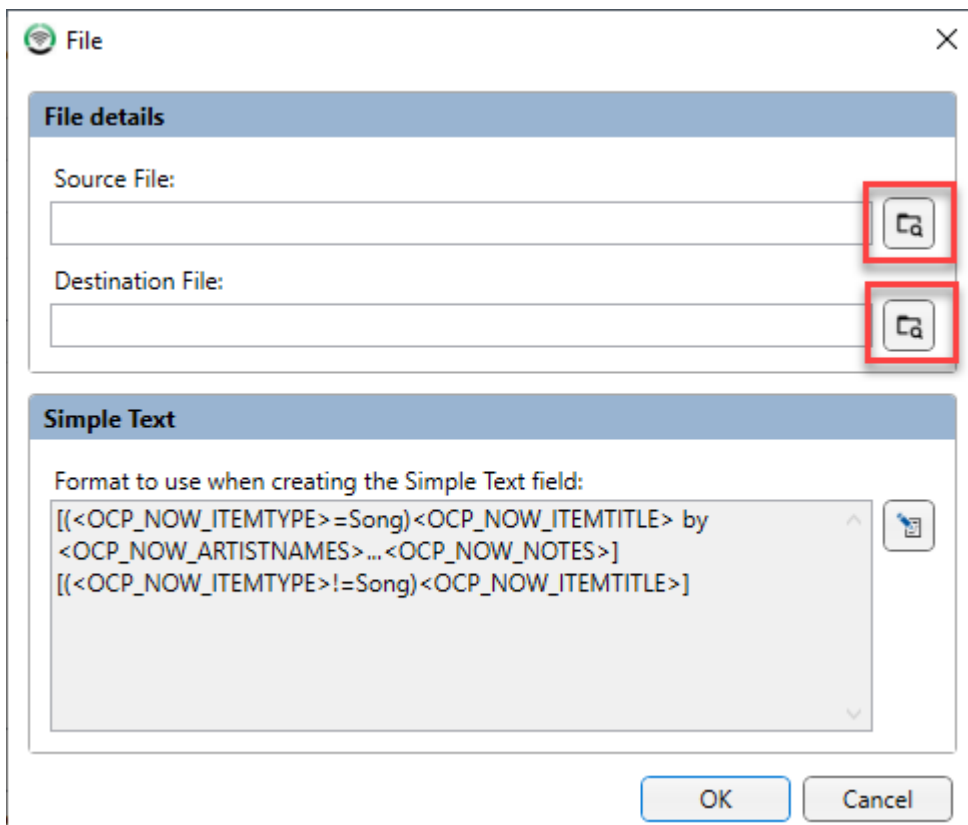 File
File details
Source File:
Destination File:
Simple Text
Format to use when creating the Simple Text field:
[(<OCP_NOW_ITEMTYPE>=Song)<OCP_NOW_ITEMTITLE> by
<OCP_NOW_ARTISTNAMES>...<OCP_NOW_NOTES>]
[(<OCP_NOW_ITEMTYPE>!=Song)<OCP_NOW_ITEMTITLE>]
OK
Cancel